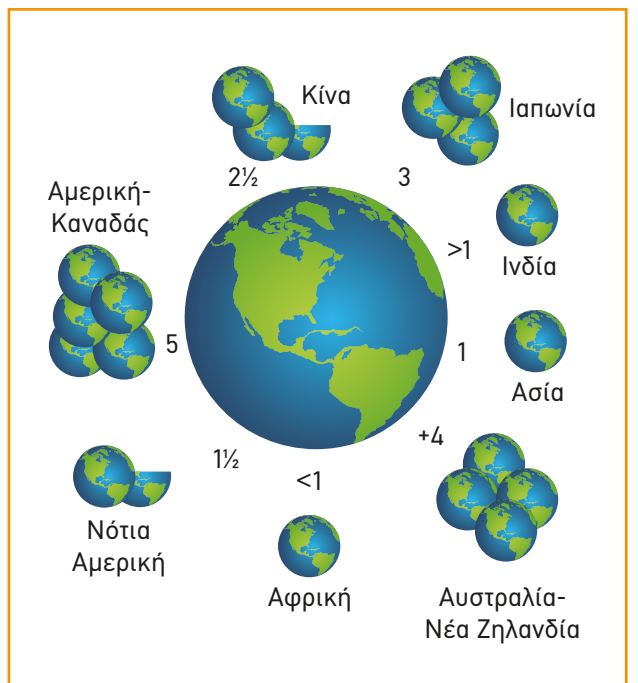 Κίνα
2½
Ιαπωνία
3
Αμερική-
Καναδάς
5
>1
Ινδία
1
Ασία
+4
Αυστραλία-
Νέα Ζηλανδία
<1
Αφρική
1½
Νότια
Αμερική